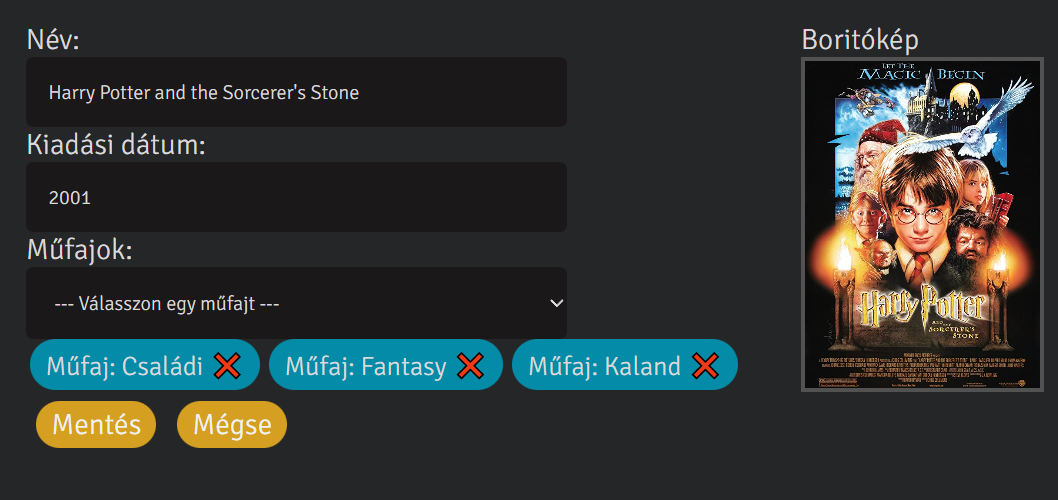 Név:
Harry Potter and the Sorcerer's Stone
Kiadási dátum:
2001
Műfajok:
--- Válasszon egy műfajt ---
Műfaj: Családi
Műfaj: Fantasy
Műfaj: Kaland
Mentés
Mégse
Boritókép
LET THE
MAGIC BEGIN
Harry Potter
AND THE
SORCERER'S
STONE